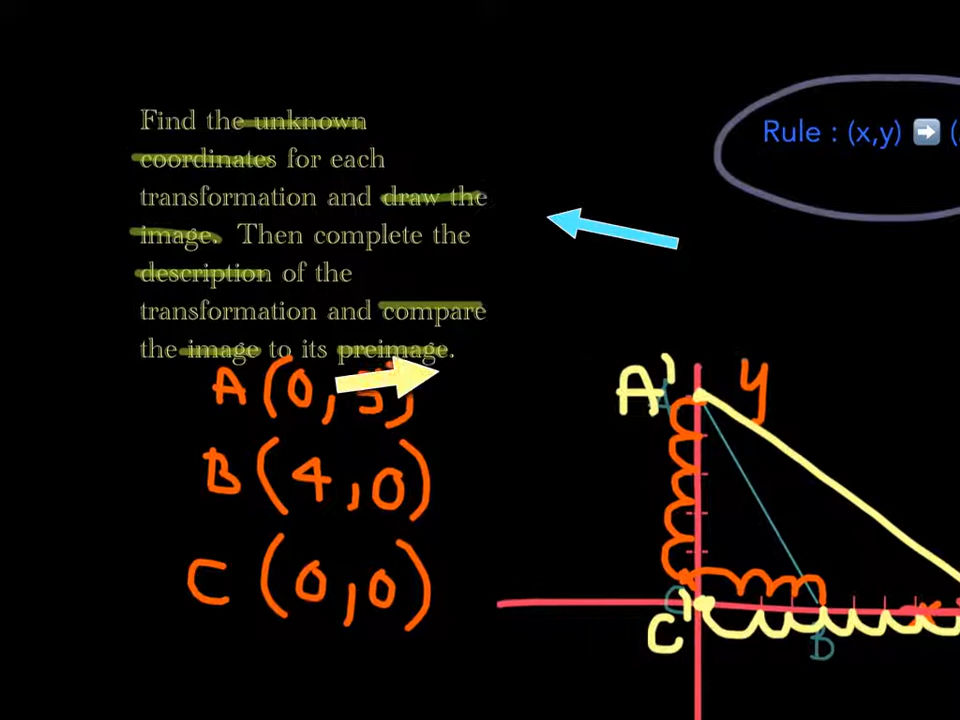 Find the unknown
coordinates for each
transformation and draw the
image. Then complete the
description of the
transformation and compare
the image to its preimage.
Rule : (x,y) ➡ (
A (0, 5)
B (4,0)
C (0,0)
A'
y
C'
B
x